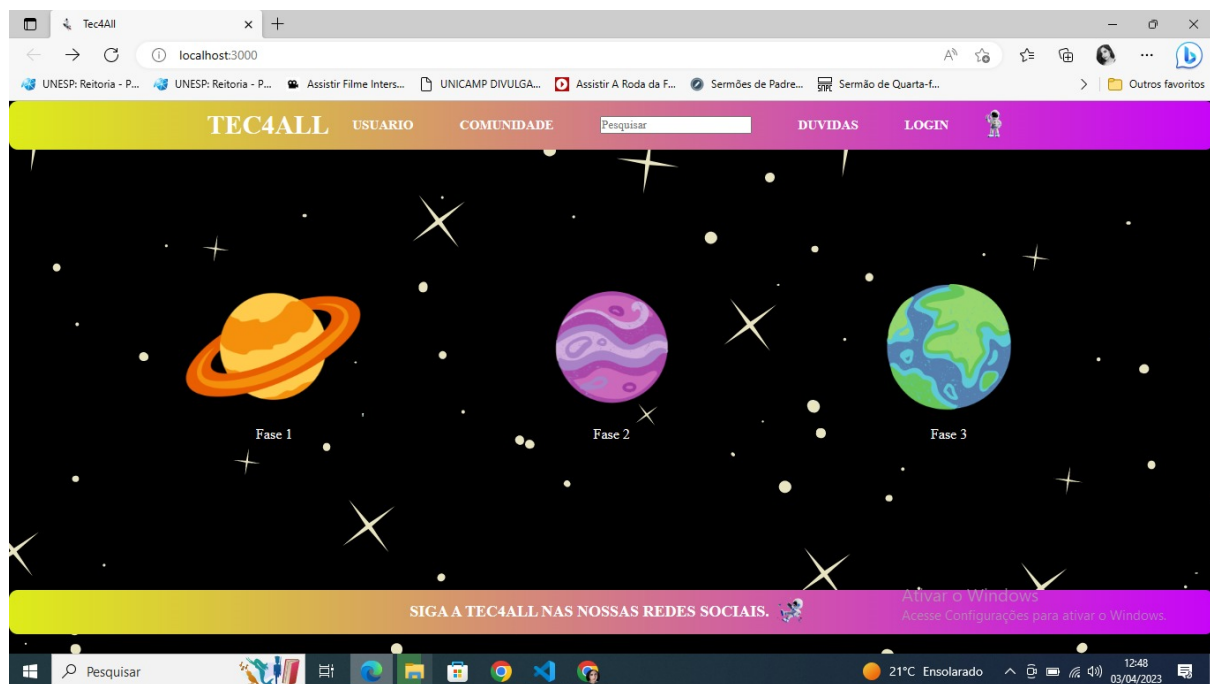 Tec4All
localhost:3000
UNESP: Reitoria - P... UNESP: Reitoria - P... Assistir Filme Inters... UNICAMP DIVULGA... Assistir A Roda da F... Sermões de Padre... Sermão de Quarta-f... Outros favoritos
TEC4ALL USUARIO COMUNIDADE Pesquisar DUVIDAS LOGIN
Fase 1 Fase 2 Fase 3
SIGA A TEC4ALL NAS NOSSAS REDES SOCIAIS.
Ativar o Windows
Acesse Configurações para ativar o Windows.
Pesquisar 21°C Ensolarado 12:48
03/04/2023